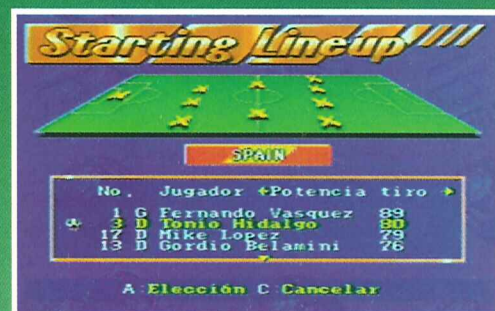 Starting Lineup
SPAIN
No. Jugador Potencia tiro
1 G Fernando Vasquez 89
3 D Tonio Hidalgo 80
17 D Mike Lopez 79
13 D Gordio Belamini 76
A:Elección C:Cancelar